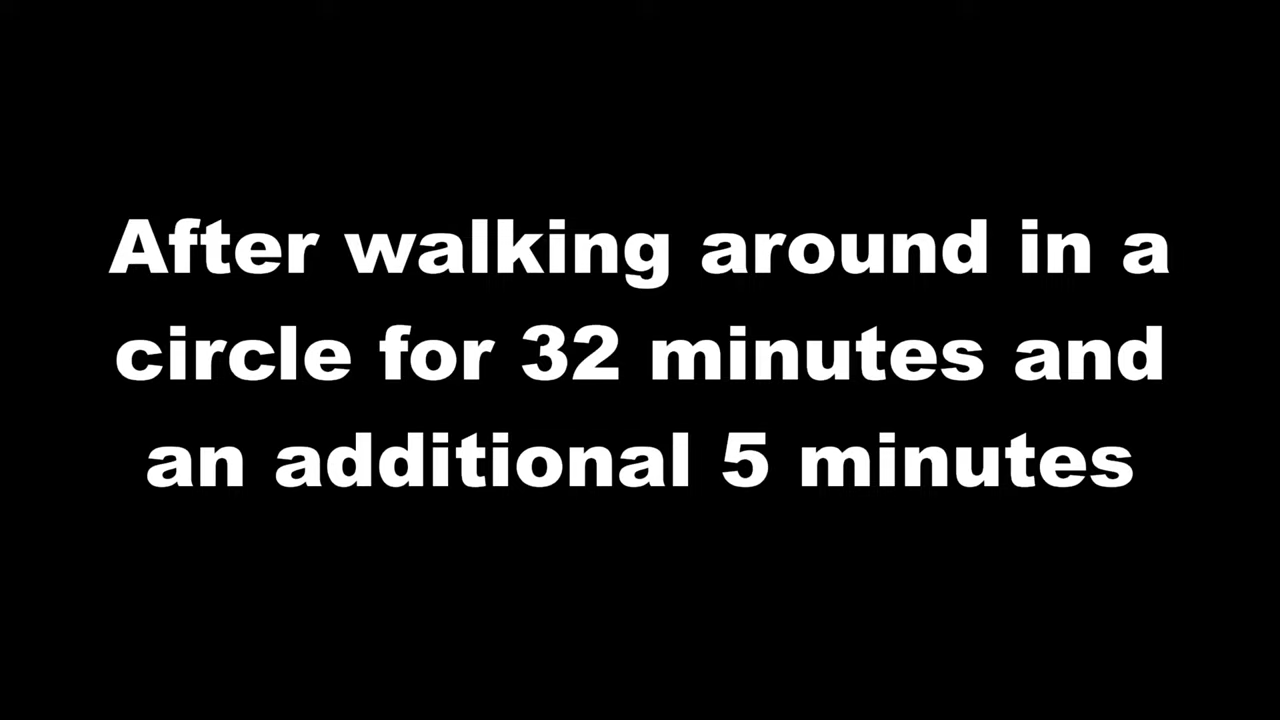 After walking around in a
circle for 32 minutes and
an additional 5 minutes